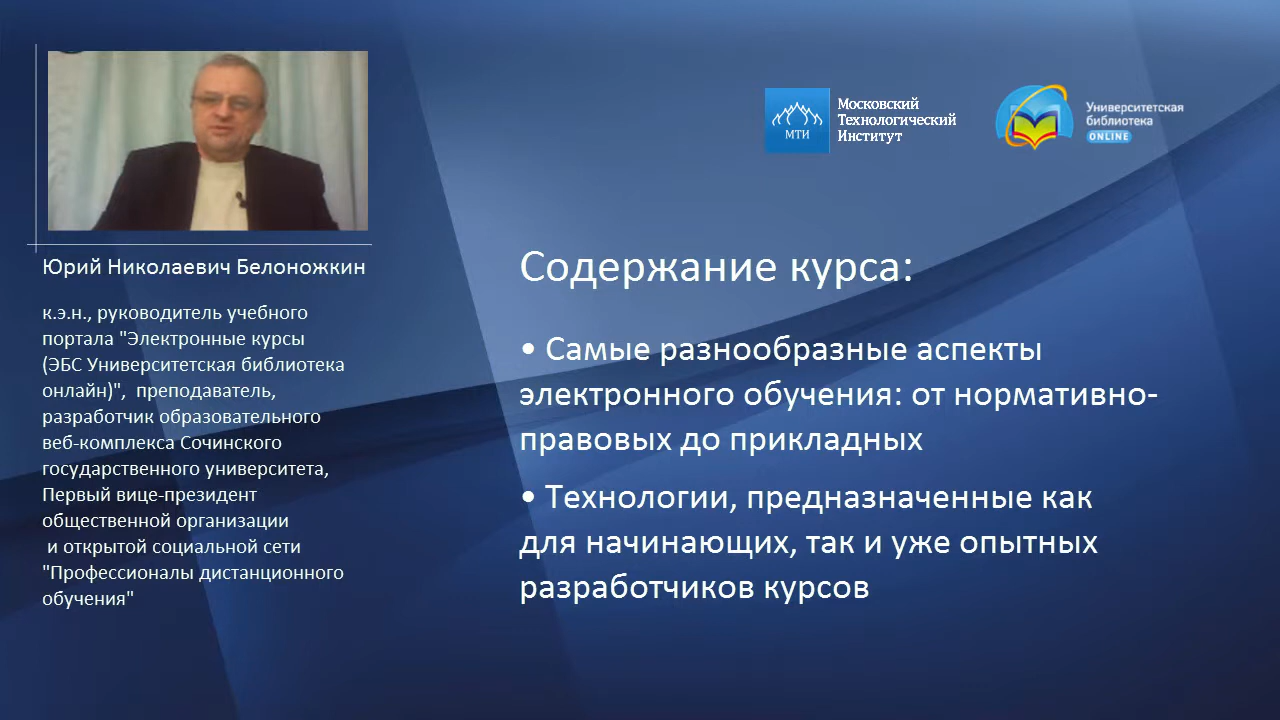 МТИ
Московский
Технологический
Институт
Университетская
библиотека
ONLINE
Юрий Николаевич Белоножкин
к.э.н., руководитель учебного
портала "Электронные курсы
(ЭБС Университетская библиотека
онлайн)", преподаватель,
разработчик образовательного
веб-комплекса Сочинского
государственного университета,
Первый вице-президент
общественной организации
и открытой социальной сети
"Профессионалы дистанционного
обучения"
Содержание курса:
• Самые разнообразные аспекты
электронного обучения: от нормативно-
правовых до прикладных
• Технологии, предназначенные как
для начинающих, так и уже опытных
разработчиков курсов